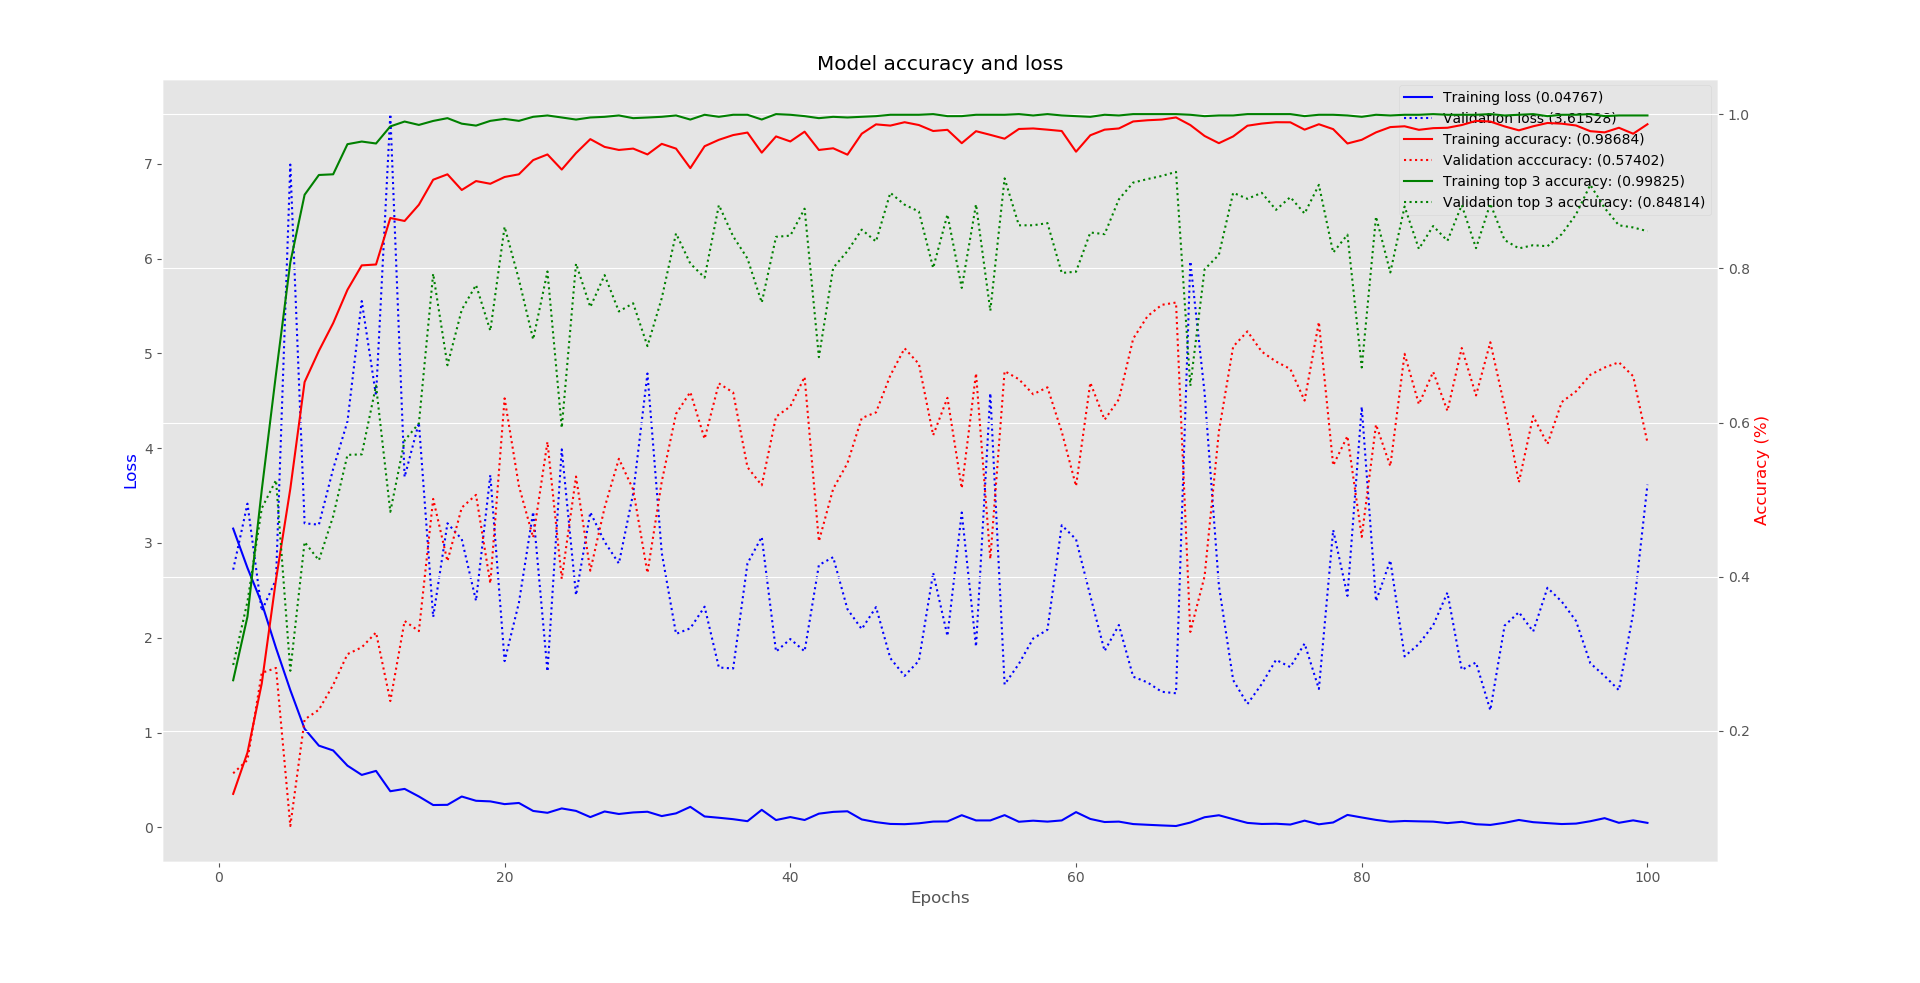 Model accuracy and loss
Training loss (0.04767)
Validation loss (3.61528)
Training accuracy: (0.98684)
Validation acccuracy: (0.57402)
Training top 3 accuracy: (0.99825)
Validation top 3 acccuracy: (0.84814)
7
6
5
4
3
2
1
0
Loss
1.0
0.8
0.6
0.4
0.2
Accuracy (%)
0 20 40 60 80 100
Epochs